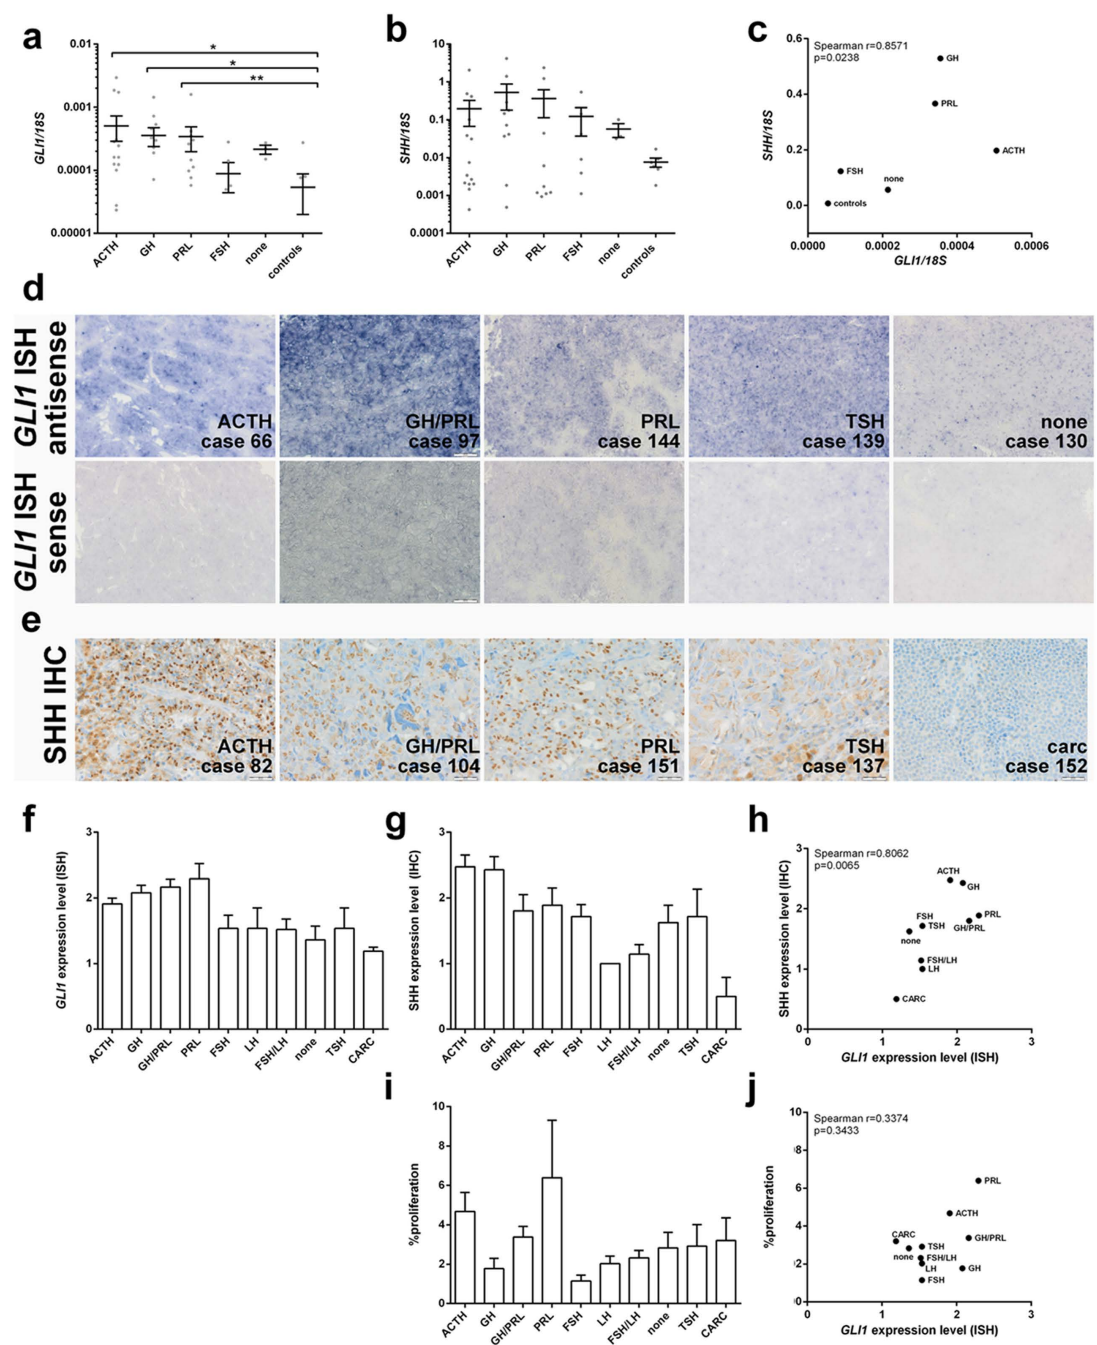 a
0.01
0.001
0.0001
0.00001
GLI1/18S
*
*
**
ACTH
GH
PRL
FSH
none
controls
b
10
1
0.1
0.01
0.001
0.0001
SHH/18S
ACTH
GH
PRL
FSH
none
controls
c
Spearman r=0.8571
p=0.0238
0.6
0.4
0.2
0.0
SHH/18S
GH
PRL
ACTH
FSH
none
controls
0.0000
0.0002
0.0004
0.0006
GLI1/18S
d
GLI1 ISH
antisense
ACTH
case 66
GH/PRL
case 97
PRL
case 144
TSH
case 139
none
case 130
GLI1 ISH
sense
e
SHH IHC
ACTH
case 82
GH/PRL
case 104
PRL
case 151
TSH
case 137
carc
case 152
f
3
2
1
0
GLI1 expression level (ISH)
ACTH
GH
GH/PRL
PRL
FSH
LH
FSH/LH
none
TSH
CARC
g
3
2
1
0
SHH expression level (IHC)
ACTH
GH
GH/PRL
PRL
FSH
LH
FSH/LH
none
TSH
CARC
h
Spearman r=0.8062
p=0.0065
3
2
1
0
SHH expression level (IHC)
ACTH
GH
PRL
GH/PRL
FSH
TSH
none
FSH/LH
LH
CARC
0
1
2
3
GLI1 expression level (ISH)
i
10
8
6
4
2
0
%proliferation
ACTH
GH
GH/PRL
PRL
FSH
LH
FSH/LH
none
TSH
CARC
j
Spearman r=0.3374
p=0.3433
10
8
6
4
2
0
%proliferation
PRL
ACTH
GH/PRL
CARC
TSH
none
FSH/LH
LH
GH
FSH
0
1
2
3
GLI1 expression level (ISH)